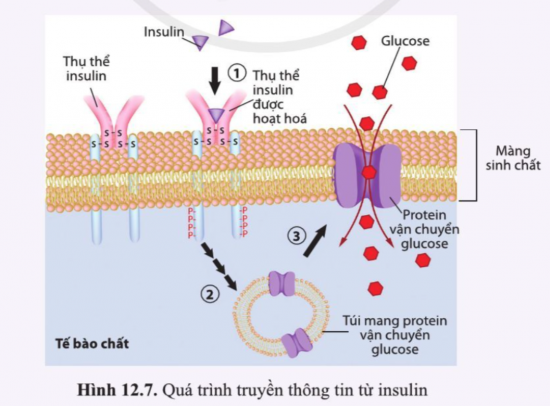 Insulin
Glucose
Thụ thể
insulin
1
Thụ thể
insulin
được
hoạt hoá
S-S
S-S
S-S
S-S
S-S
S-S
Màng
sinh chất
Protein
vận chuyển
glucose
P
P
P
P
P
P
P
P
3
2
Túi mang protein
vận chuyển
glucose
Tế bào chất
Hình 12.7. Quá trình truyền thông tin từ insulin